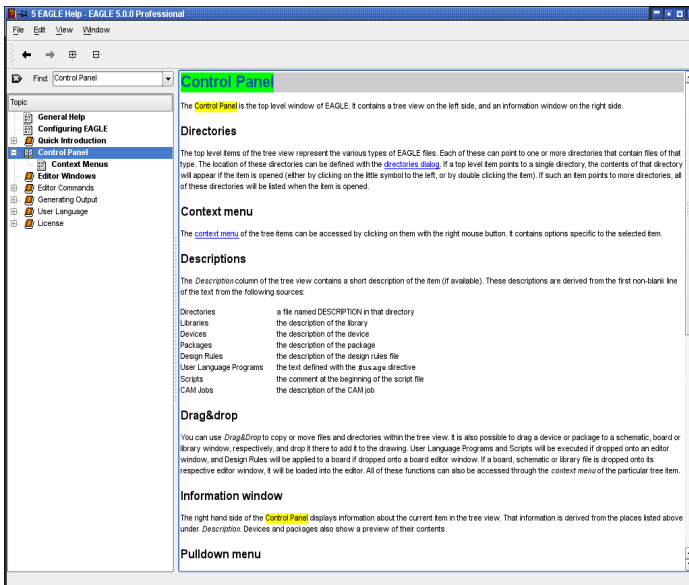 5 EAGLE Help - EAGLE 5.0.0 Professional
File Edit View Window
Find: Control Panel
Topic
General Help
Configuring EAGLE
Quick Introduction
Control Panel
Context Menus
Editor Windows
Editor Commands
Generating Output
User Language
License
Control Panel
The Control Panel is the top level window of EAGLE. It contains a tree view on the left side, and an information window on the right side.
Directories
The top level items of the tree view represent the various types of EAGLE files. Each of these can point to one or more directories that contain files of that
type. The location of these directories can be defined with the directories dialog. If a top level item points to a single directory, the contents of that directory
will appear if the item is opened (either by clicking on the little symbol to the left, or by double clicking the item). If such an item points to more directories, all
of these directories will be listed when the item is opened.
Context menu
The context menu of the tree items can be accessed by clicking on them with the right mouse button. It contains options specific to the selected item.
Descriptions
The Description column of the tree view contains a short description of the item (if available). These descriptions are derived from the first non-blank line
of the text from the following sources:
Directories a file named DESCRIPTION in that directory
Libraries the description of the library
Devices the description of the device
Packages the description of the package
Design Rules the description of the design rules file
User Language Programs the text defined with the #usage directive
Scripts the comment at the beginning of the script file
CAM Jobs the description of the CAM job
Drag&drop
You can use Drag&Drop to copy or move files and directories within the tree view. It is also possible to drag a device or package to a schematic, board or
library window, respectively, and drop it there to add it to the drawing. User Language Programs and Scripts will be executed if dropped onto an editor
window, and Design Rules will be applied to a board if dropped onto a board editor window. If a board, schematic or library file is dropped onto its
respective editor window, it will be loaded into the editor. All of these functions can also be accessed through the context menu of the particular tree item.
Information window
The right hand side of the Control Panel displays information about the current item in the tree view. That information is derived from the places listed above
under Description. Devices and packages also show a preview of their contents.
Pulldown menu